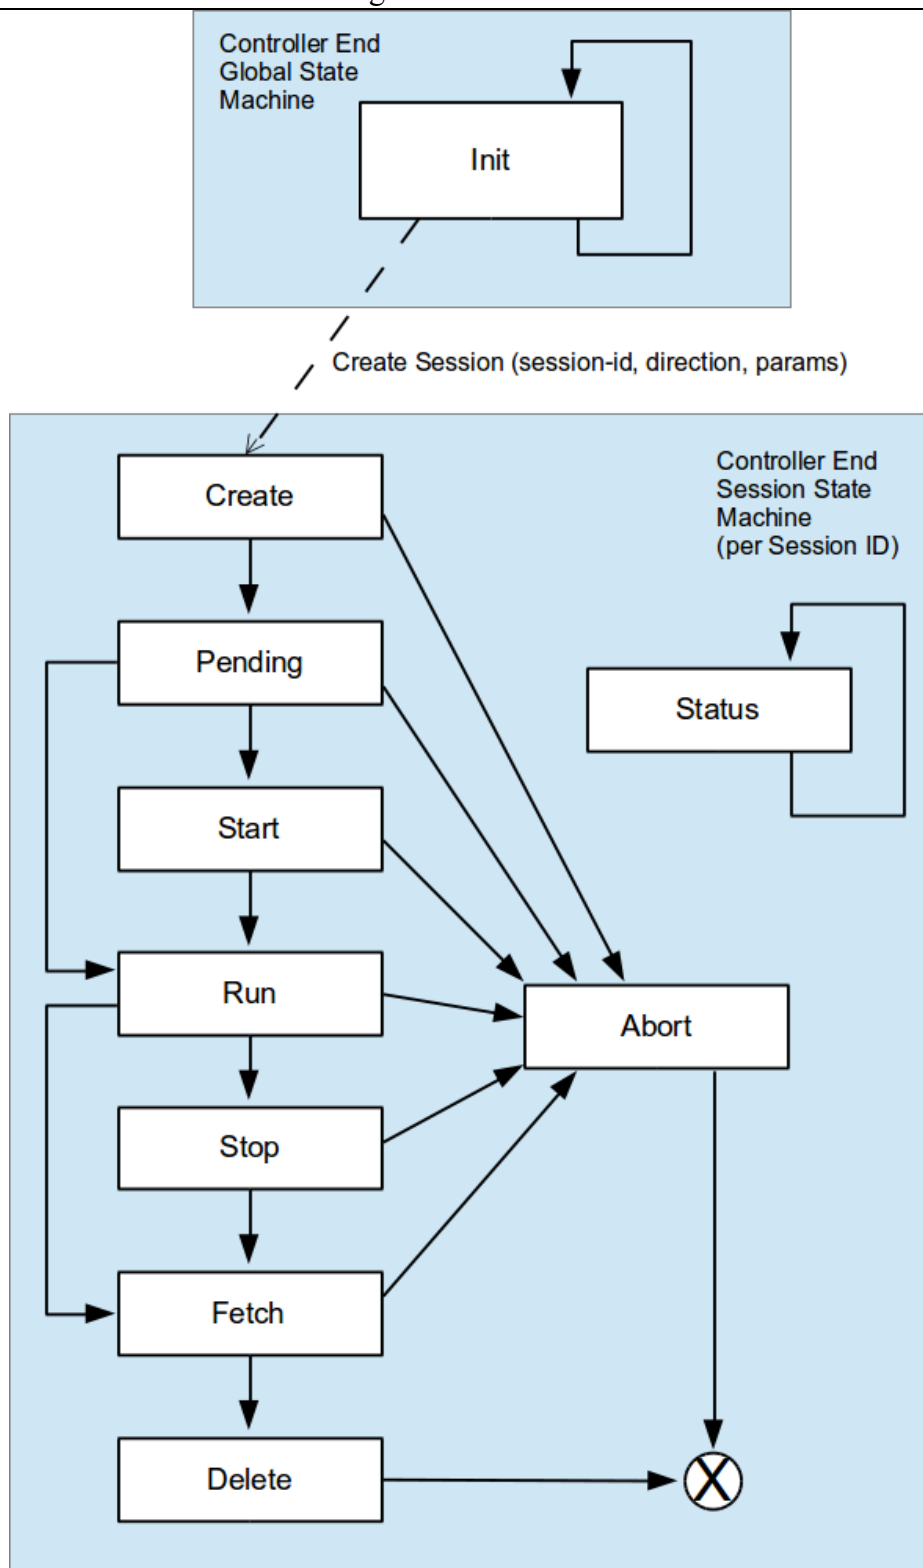 Controller End
Global State
Machine
Init
Create Session (session-id, direction, params)
Controller End
Session State
Machine
(per Session ID)
Create
Pending
Status
Start
Run
Abort
Stop
Fetch
Delete
X